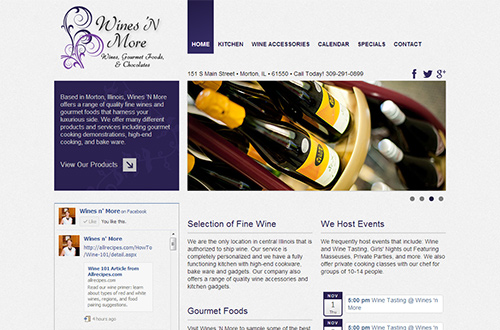 Wines 'N
More
Wines, Gourmet Foods,
& Chocolates
HOME KITCHEN WINE ACCESSORIES CALENDAR SPECIALS CONTACT
151 S Main Street • Morton, IL • 61550 • Call Today! 309-291-0899
Based in Morton, Illinois, Wines 'N More
offers a range of quality fine wines and
gourmet foods that harness your
luxurious side. We offer many different
products and services including gourmet
cooking demonstrations, high-end
cooking, and bake ware.
View Our Products
Wines n' More on Facebook
Like You like this.
Wines n' More
http://allrecipes.com/HowTo
/Wine-101/detail.aspx
Wine 101 Article from
Allrecipes.com
allrecipes.com
Read our wine primer: learn
about types of red and white
wines, regions, and food
pairing suggestions.
4 hours ago
Selection of Fine Wine
We are the only location in central Illinois that is
authorized to ship wine. Our service is
completely personalized and we have a fully
functioning kitchen with high-end cookware,
bake ware and gadgets. Our company also
offers a range of quality wine accessories and
kitchen gadgets.
Gourmet Foods
Visit Wines 'N More to sample some of the best
We Host Events
We frequently host events that include. Wine
and Wine Tasting, Girls' Nights out Featuring
Masseuses, Private Parties, and more. We also
offer private cooking classes with our chef for
groups of 10-14 people.
NOV
1
Thu
5:00 pm Wine Tasting @ Wines 'n
More
NOV
5:00 pm Wine Tasting @ Wines 'n